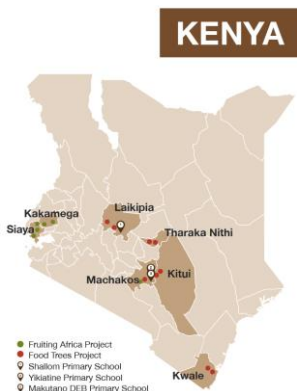 KENYA
Laikipia
Kakamega
Siaya
Tharaka Nithi
Kitui
Machakos
Kwale
Fruiting Africa Project
Food Trees Project
Shallom Primary School
Yikiatine Primary School
Makutano DEB Primary School